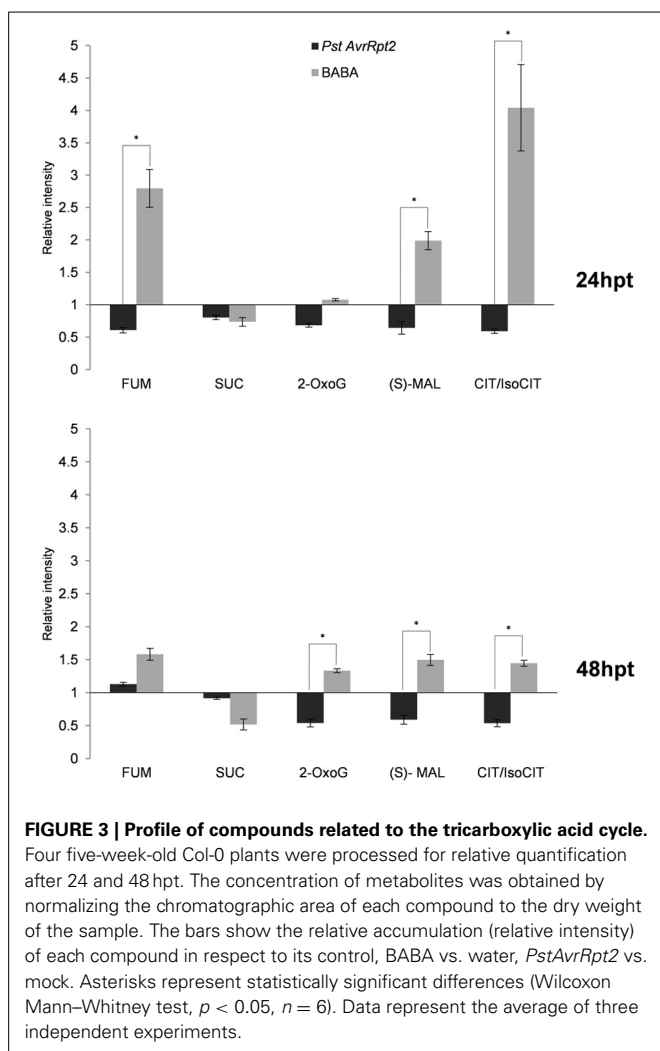 5
4.5
4
3.5
3
2.5
2
1.5
1
0.5
0
Relative intensity
Pst AvrRpt2
BABA
*
*
*
24hpt
FUM SUC 2-OxoG (S)-MAL CIT/IsoCIT
5
4.5
4
3.5
3
2.5
2
1.5
1
0.5
0
Relative intensity
*
*
*
48hpt
FUM SUC 2-OxoG (S)- MAL CIT/IsoCIT
FIGURE 3 | Profile of compounds related to the tricarboxylic acid cycle.
Four five-week-old Col-0 plants were processed for relative quantification
after 24 and 48 hpt. The concentration of metabolites was obtained by
normalizing the chromatographic area of each compound to the dry weight
of the sample. The bars show the relative accumulation (relative intensity)
of each compound in respect to its control, BABA vs. water, PstAvrRpt2 vs.
mock. Asterisks represent statistically significant differences (Wilcoxon
Mann–Whitney test, p < 0.05, n = 6). Data represent the average of three
independent experiments.